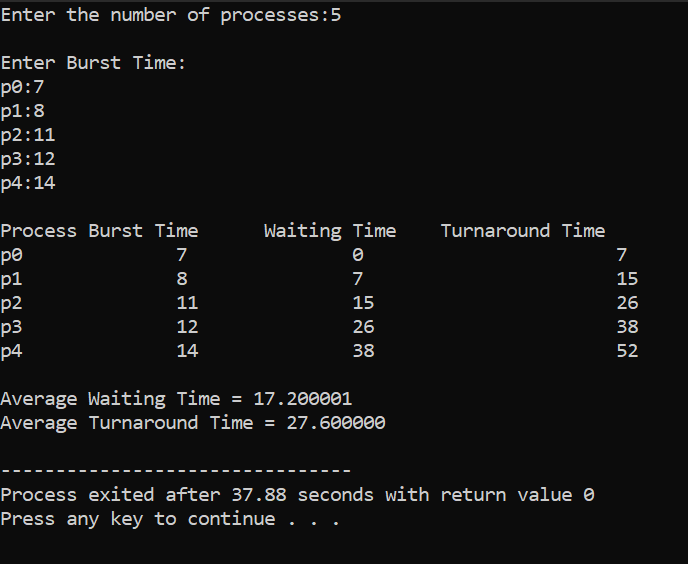 Enter the number of processes:5
Enter Burst Time:
p0:7
p1:8
p2:11
p3:12
p4:14
Process Burst Time Waiting Time Turnaround Time
p0 7 0 7
p1 8 7 15
p2 11 15 26
p3 12 26 38
p4 14 38 52
Average Waiting Time = 17.200001
Average Turnaround Time = 27.600000
--------------------------------
Process exited after 37.88 seconds with return value 0
Press any key to continue . . .